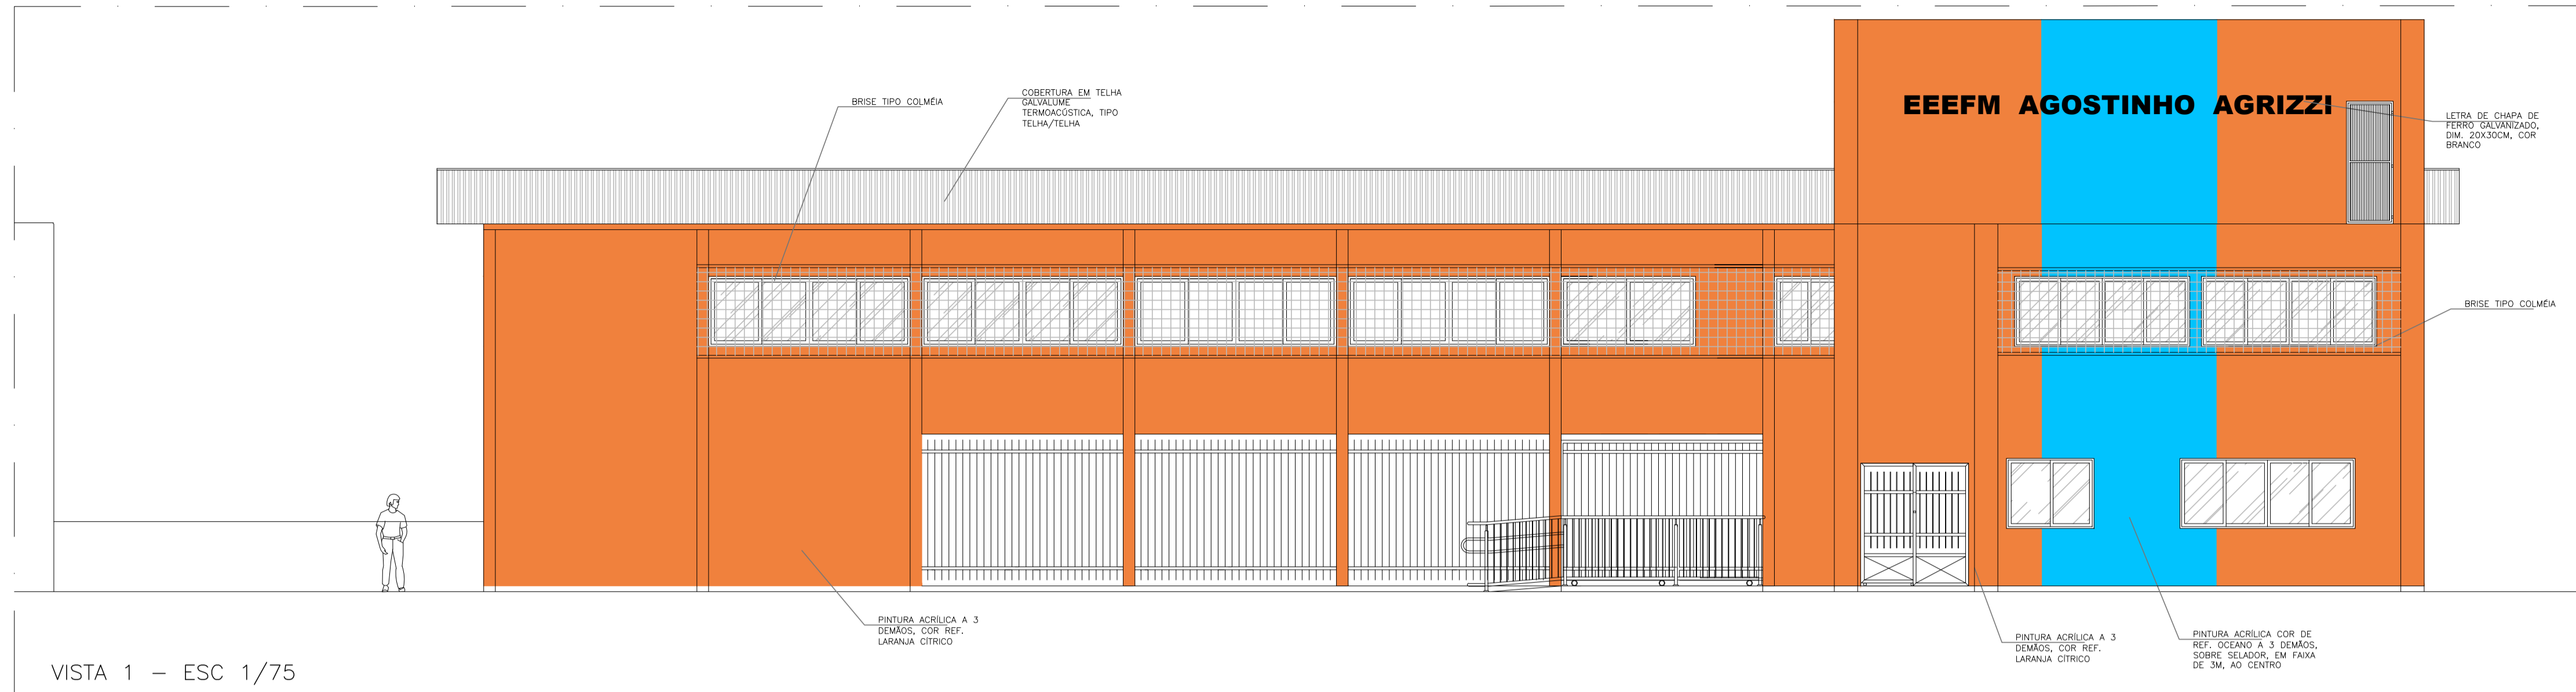 BRISE TIPO COLMÉIA
COBERTURA EM TELHA
GALVALUME
TERMOACÚSTICA, TIPO
TELHA/TELHA
EEEFM AGOSTINHO AGRIZZI
LETRA DE CHAPA DE
FERRO GALVANIZADO,
DIM. 20X30CM, COR
BRANCO
BRISE TIPO COLMÉIA
PINTURA ACRÍLICA A 3
DEMÃOS, COR REF.
LARANJA CÍTRICO
PINTURA ACRÍLICA A 3
DEMÃOS, COR REF.
LARANJA CÍTRICO
PINTURA ACRÍLICA COR DE
REF. OCEANO A 3 DEMÃOS,
SOBRE SELADOR, EM FAIXA
DE 3M, AO CENTRO
VISTA 1 – ESC 1/75